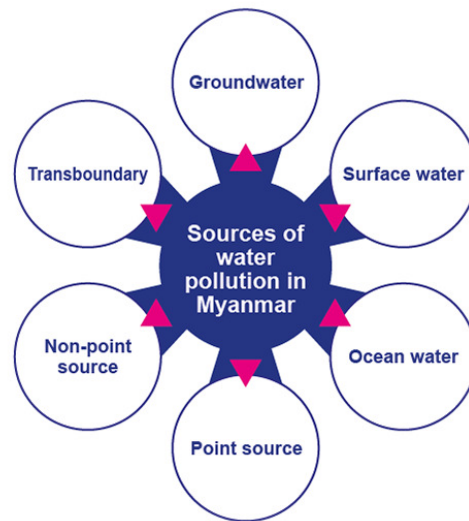 Groundwater
Transboundary
Surface water
Sources of
water
pollution in
Myanmar
Non-point
source
Ocean water
Point source